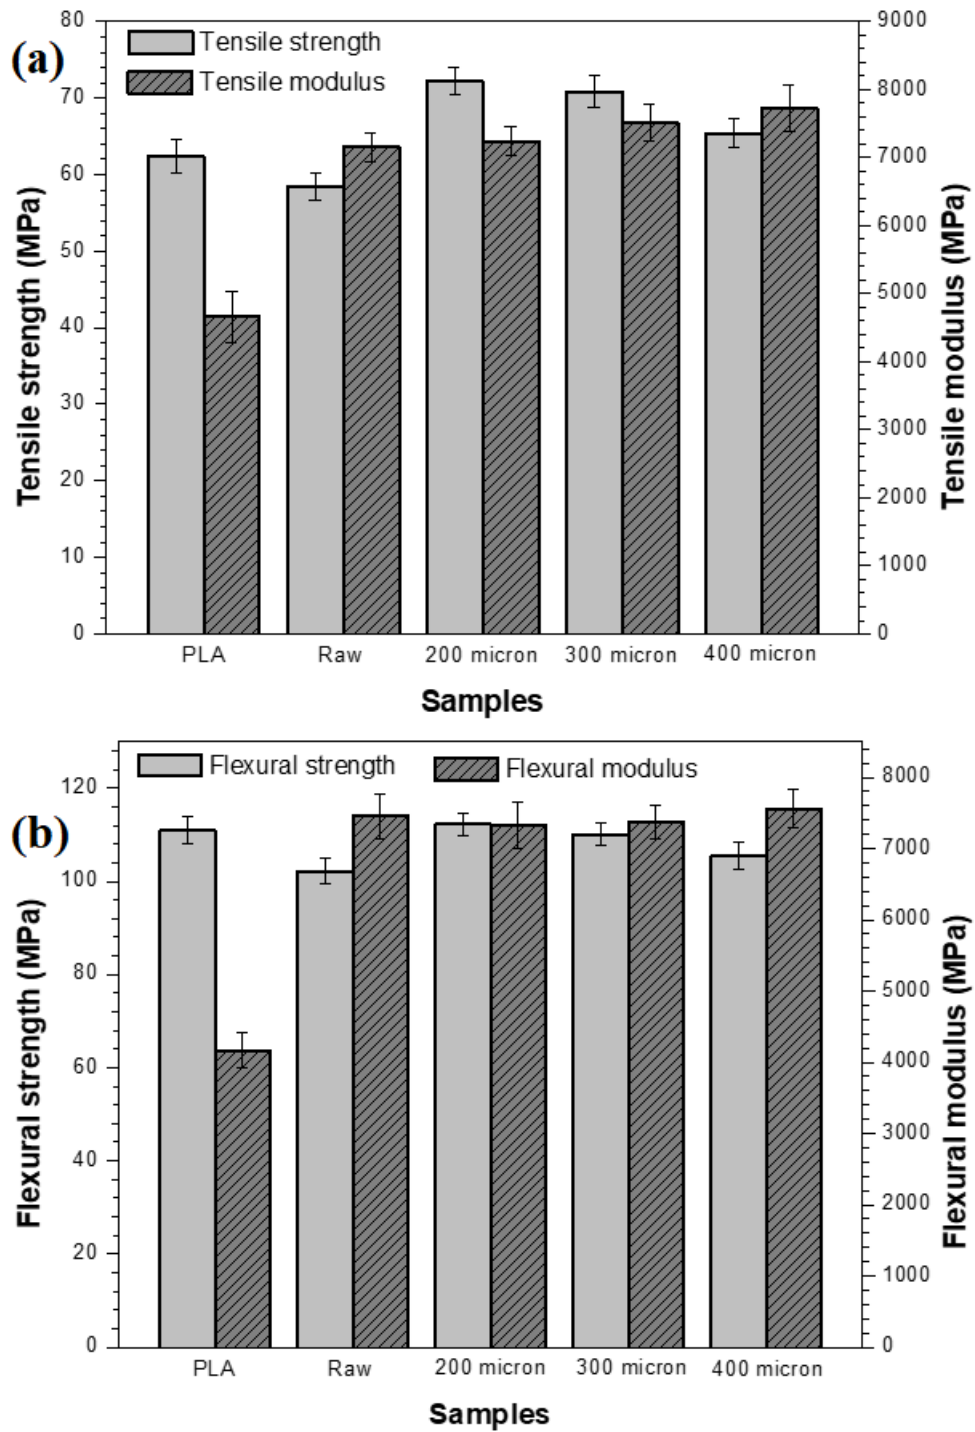 (a)
Tensile strength
Tensile modulus
80
70
60
50
40
30
20
10
0
Tensile strength (MPa)
9000
8000
7000
6000
5000
4000
3000
2000
1000
0
Tensile modulus (MPa)
PLA Raw 200 micron 300 micron 400 micron
Samples
(b)
Flexural strength Flexural modulus
120
100
80
60
40
20
0
Flexural strength (MPa)
8000
7000
6000
5000
4000
3000
2000
1000
0
Flexural modulus (MPa)
PLA Raw 200 micron 300 micron 400 micron
Samples